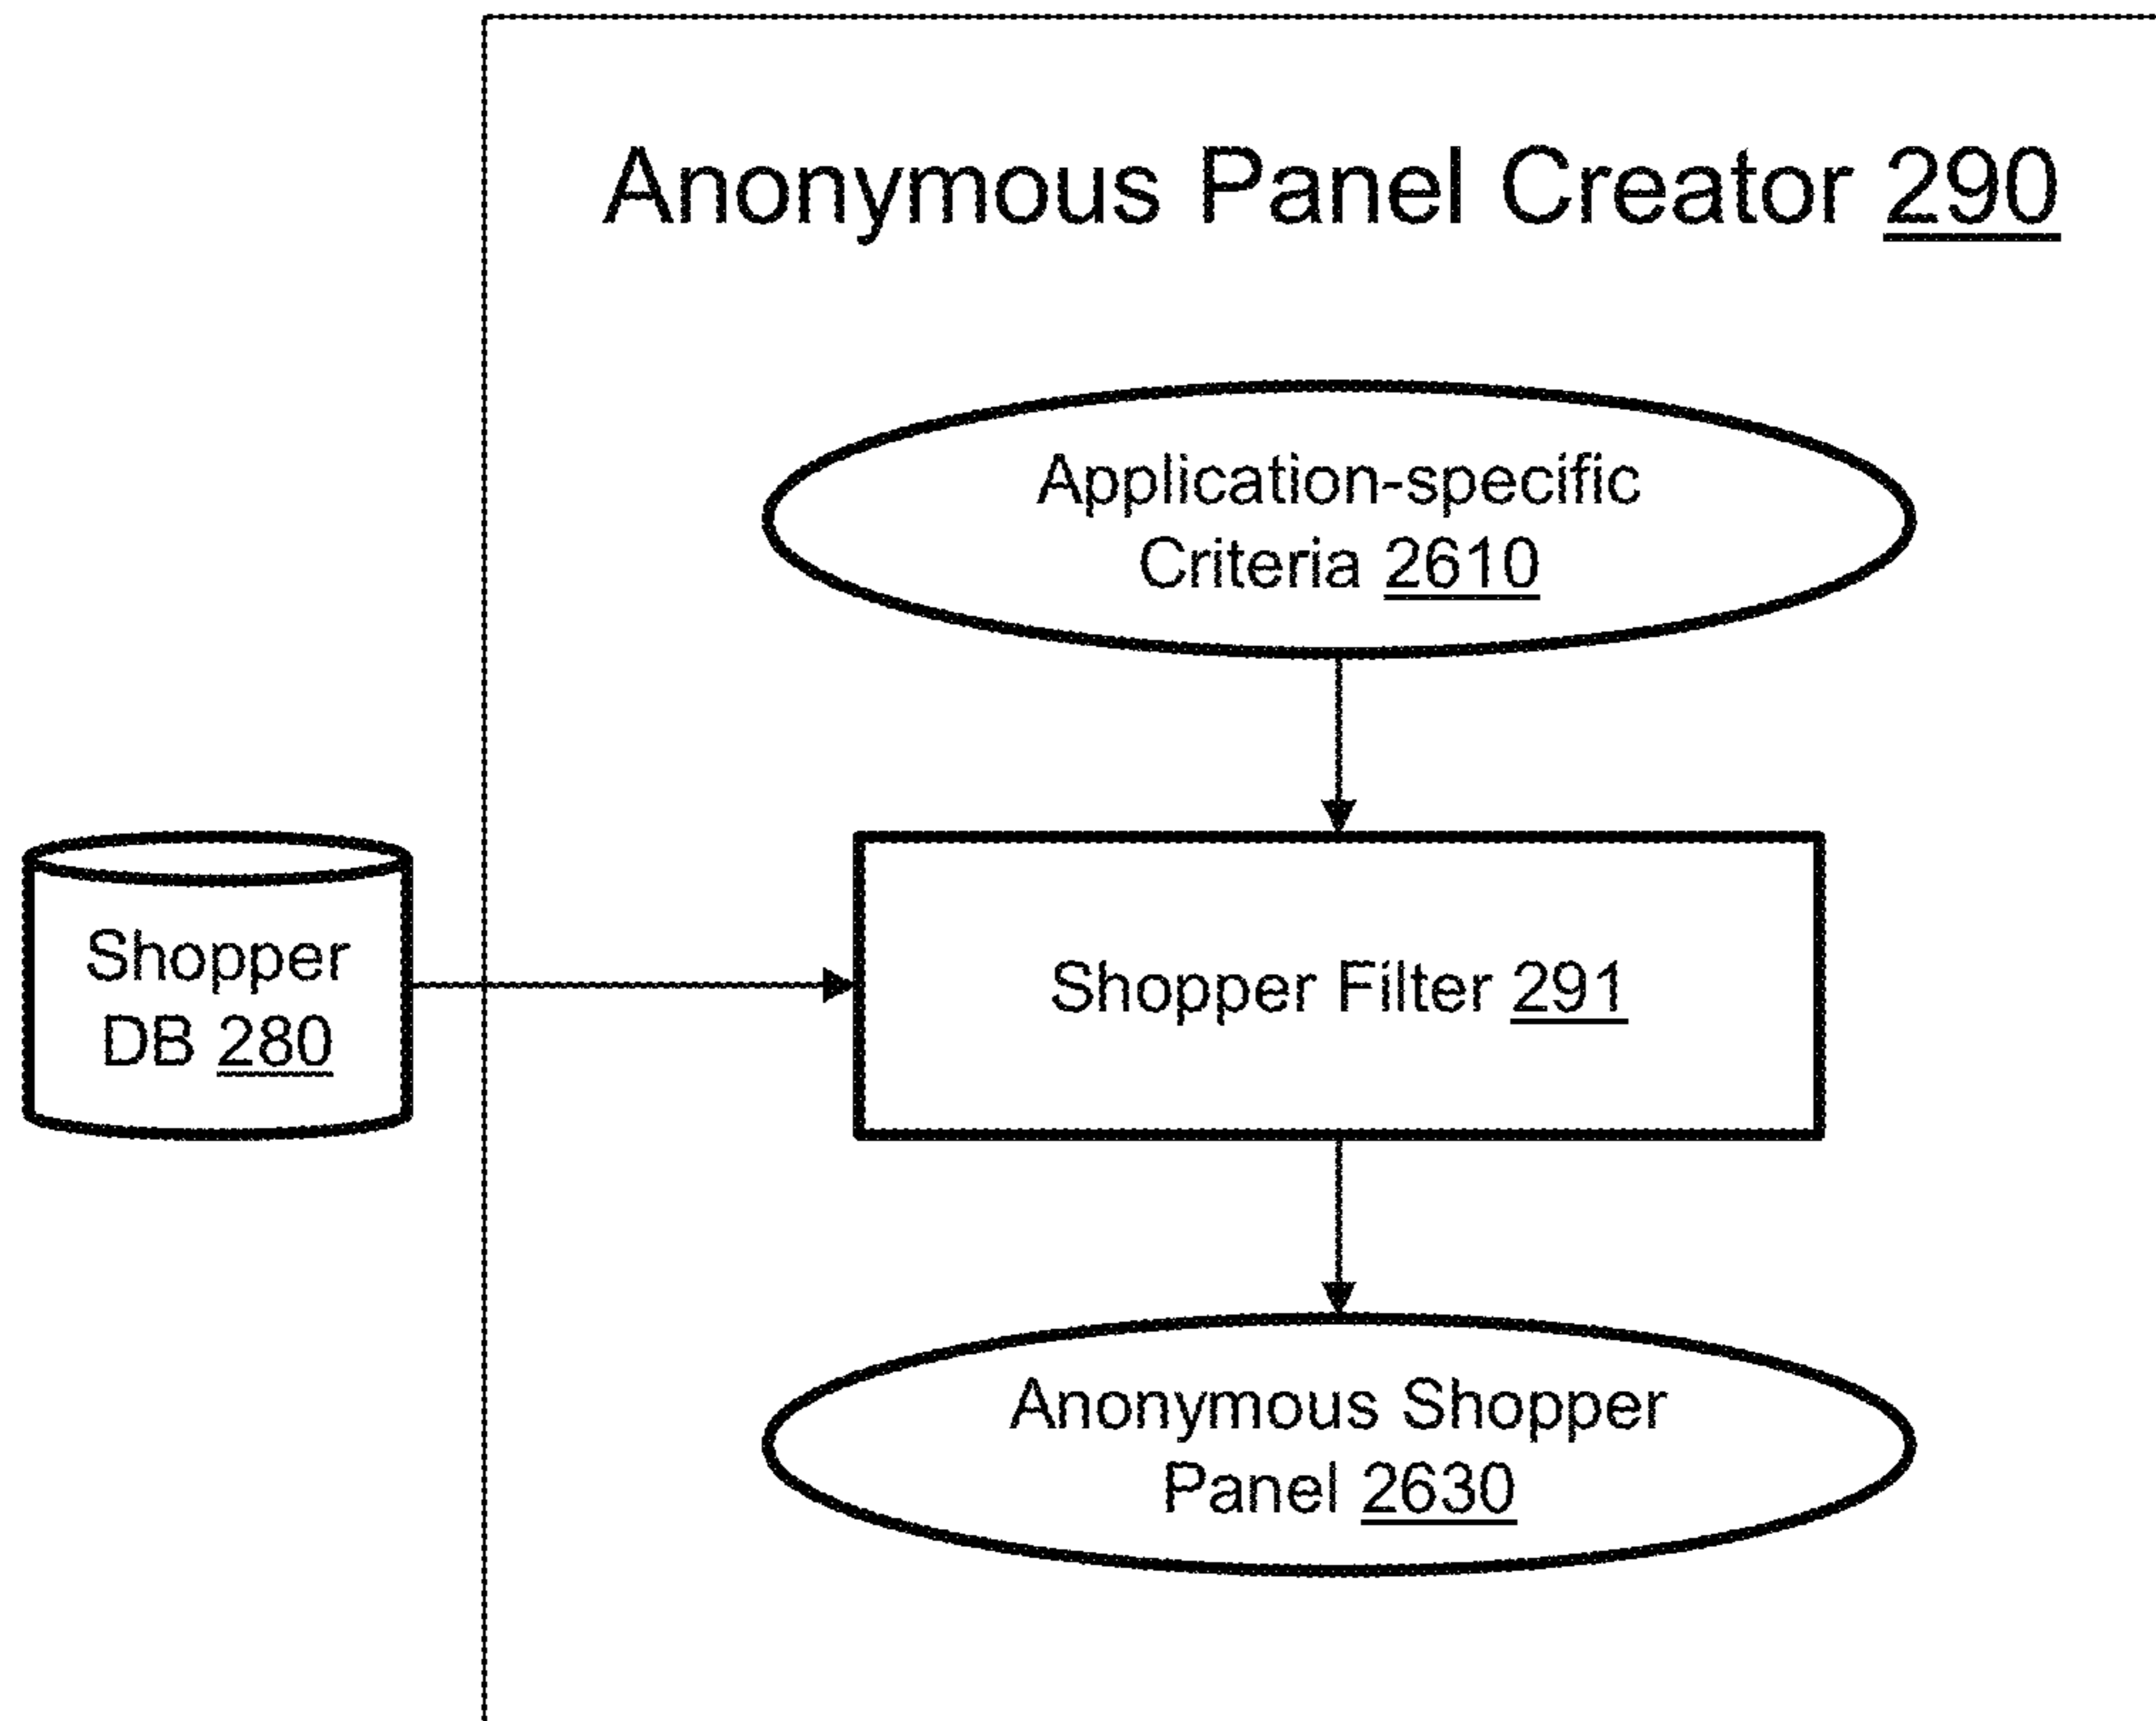 Anonymous Panel Creator 290
Application-specific
Criteria 2610
Shopper
DB 280
Shopper Filter 291
Anonymous Shopper
Panel 2630